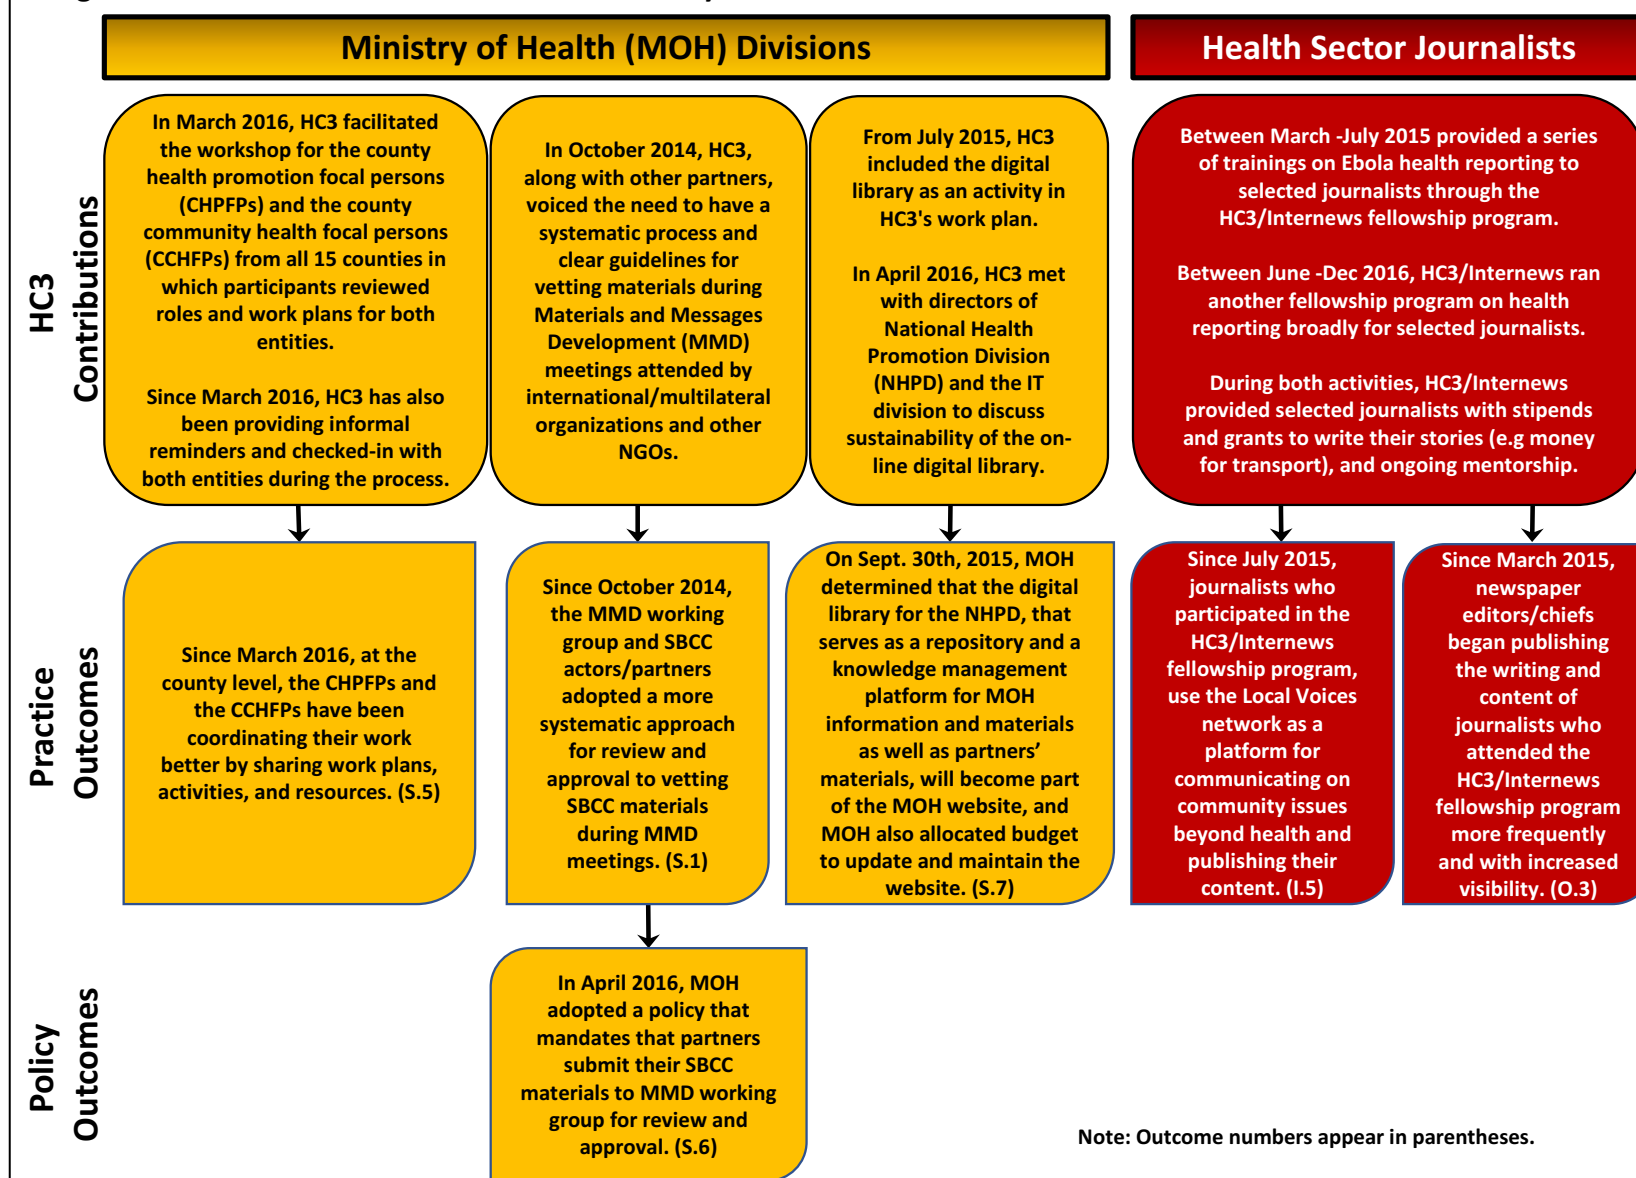 Ministry of Health (MOH) Divisions
Health Sector Journalists
HC3
Contributions
In March 2016, HC3 facilitated
the workshop for the county
health promotion focal persons
(CHPFPs) and the county
community health focal persons
(CCHFPs) from all 15 counties in
which participants reviewed
roles and work plans for both
entities.
Since March 2016, HC3 has also
been providing informal
reminders and checked-in with
both entities during the process.
In October 2014, HC3,
along with other partners,
voiced the need to have a
systematic process and
clear guidelines for
vetting materials during
Materials and Messages
Development (MMD)
meetings attended by
international/multilateral
organizations and other
NGOs.
From July 2015, HC3
included the digital
library as an activity in
HC3's work plan.
In April 2016, HC3 met
with directors of
National Health
Promotion Division
(NHPD) and the IT
division to discuss
sustainability of the on-
line digital library.
Between March -July 2015 provided a series
of trainings on Ebola health reporting to
selected journalists through the
HC3/Internews fellowship program.
Between June -Dec 2016, HC3/Internews ran
another fellowship program on health
reporting broadly for selected journalists.
During both activities, HC3/Internews
provided selected journalists with stipends
and grants to write their stories (e.g money
for transport), and ongoing mentorship.
Practice
Outcomes
Since March 2016, at the
county level, the CHPFPs and
the CCHFPs have been
coordinating their work
better by sharing work plans,
activities, and resources. (S.5)
Since October 2014,
the MMD working
group and SBCC
actors/partners
adopted a more
systematic approach
for review and
approval to vetting
SBCC materials
during MMD
meetings. (S.1)
On Sept. 30th, 2015, MOH
determined that the digital
library for the NHPD, that
serves as a repository and a
knowledge management
platform for MOH
information and materials
as well as partners’
materials, will become part
of the MOH website, and
MOH also allocated budget
to update and maintain the
website. (S.7)
Since July 2015,
journalists who
participated in the
HC3/Internews
fellowship program,
use the Local Voices
network as a
platform for
communicating on
community issues
beyond health and
publishing their
content. (I.5)
Since March 2015,
newspaper
editors/chiefs
began publishing
the writing and
content of
journalists who
attended the
HC3/Internews
fellowship program
more frequently
and with increased
visibility. (O.3)
Policy
Outcomes
In April 2016, MOH
adopted a policy that
mandates that partners
submit their SBCC
materials to MMD working
group for review and
approval. (S.6)
Note: Outcome numbers appear in parentheses.